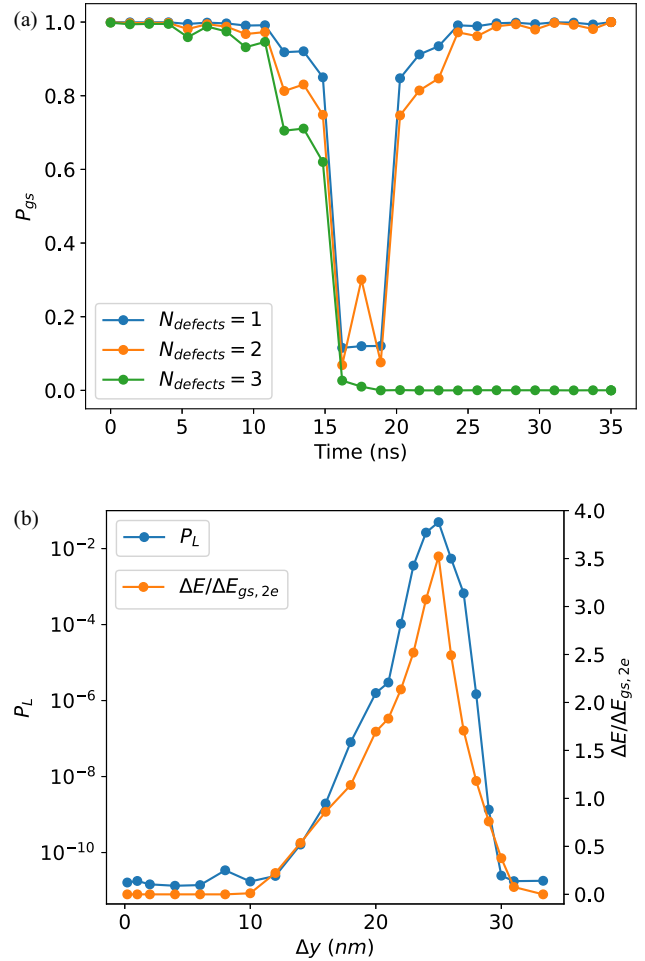 (a)
1.0
0.8
0.6
0.4
0.2
0.0
P_gs
N_defects = 1
N_defects = 2
N_defects = 3
0 5 10 15 20 25 30 35
Time (ns)
(b)
P_L
ΔE/ΔE_gs, 2e
10^−2
10^−4
10^−6
10^−8
10^−10
P_L
4.0
3.5
3.0
2.5
2.0
1.5
1.0
0.5
0.0
ΔE/ΔE_gs, 2e
0 10 20 30
Δy (nm)